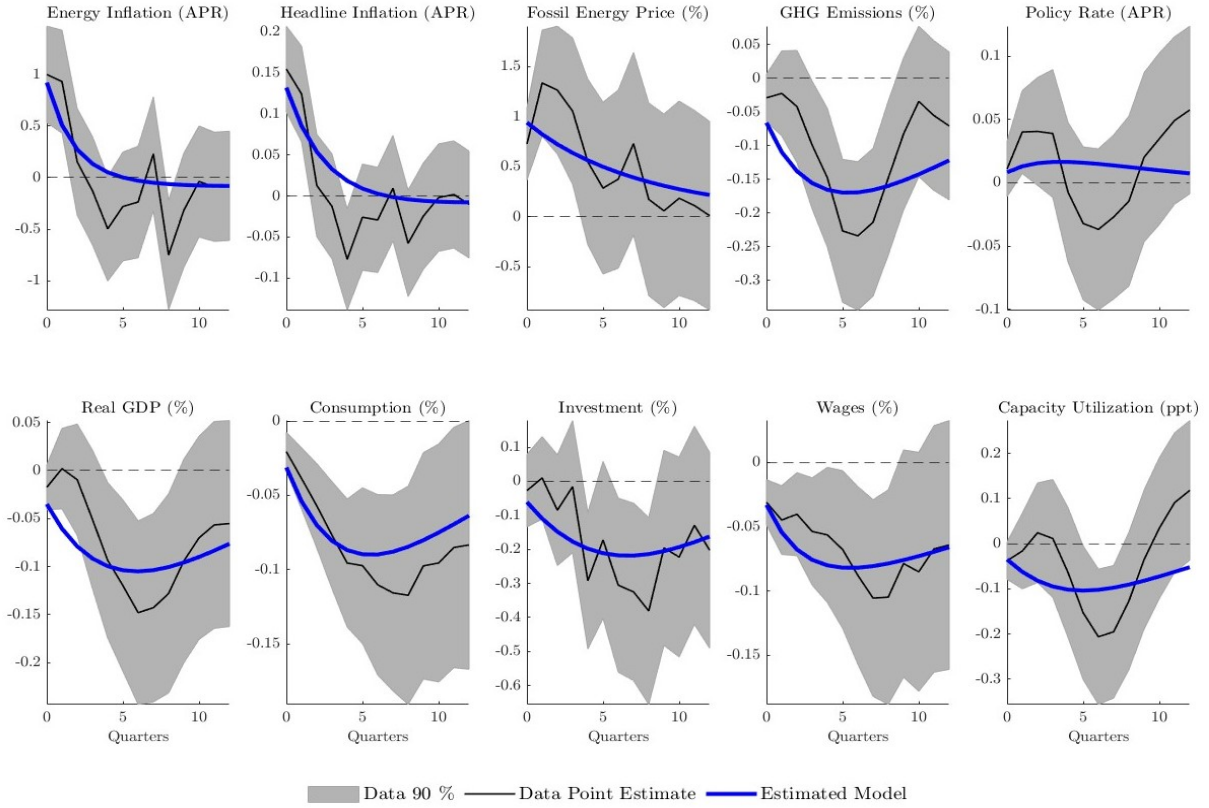 Energy Inflation (APR)
Headline Inflation (APR)
Fossil Energy Price (%)
GHG Emissions (%)
Policy Rate (APR)
1
0.5
0
-0.5
-1
0 5 10
0.2
0.15
0.1
0.05
0
-0.05
-0.1
0 5 10
1.5
1
0.5
0
-0.5
0 5 10
0.05
0
-0.05
-0.1
-0.15
-0.2
-0.25
-0.3
0 5 10
0.1
0.05
0
-0.05
-0.1
0 5 10
Real GDP (%)
Consumption (%)
Investment (%)
Wages (%)
Capacity Utilization (ppt)
0.05
0
-0.05
-0.1
-0.15
-0.2
0 5 10
Quarters
0
-0.05
-0.1
-0.15
0 5 10
Quarters
0.1
0
-0.1
-0.2
-0.3
-0.4
-0.5
-0.6
0 5 10
Quarters
0
-0.05
-0.1
-0.15
0 5 10
Quarters
0.2
0.1
0
-0.1
-0.2
-0.3
0 5 10
Quarters
Data 90 % Data Point Estimate Estimated Model